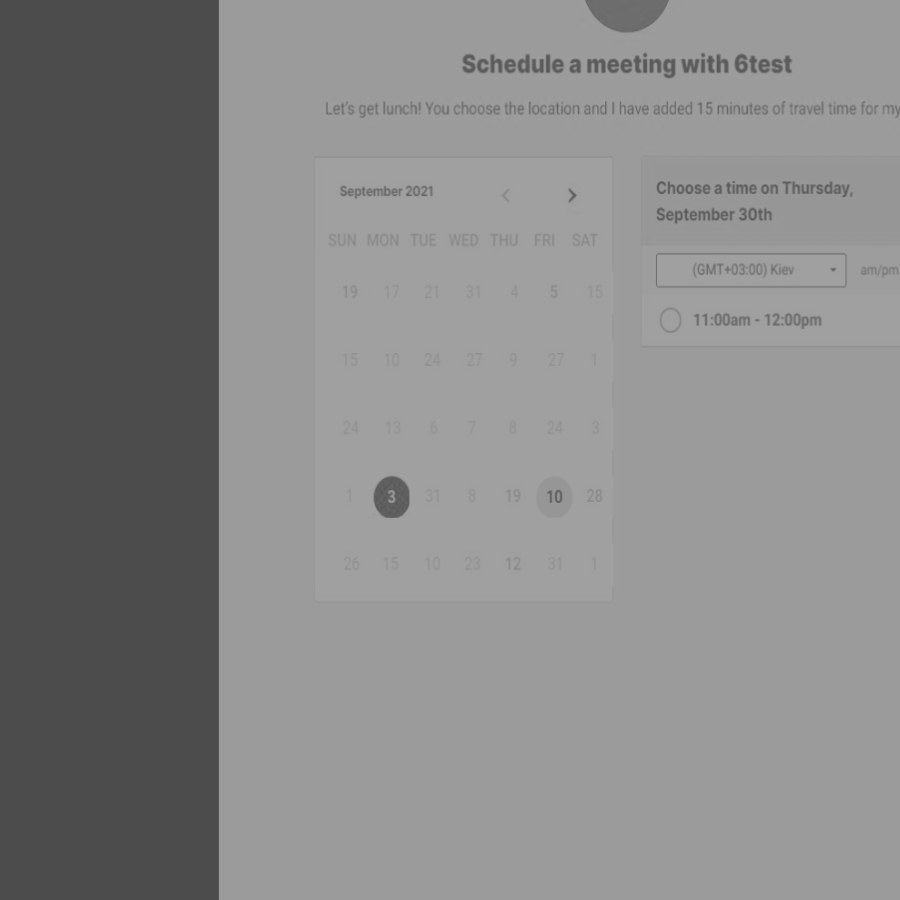 Schedule a meeting with 6test
Let's get lunch! You choose the location and I have added 15 minutes of travel time for my
September 2021
SUN MON TUE WED THU FRI SAT
19 17 21 31 4 5 15
15 10 24 27 9 27 1
24 13 6 7 8 24 3
1 3 31 8 19 10 28
26 15 10 23 12 31 1
Choose a time on Thursday,
September 30th
(GMT+03:00) Kiev am/pm
11:00am - 12:00pm